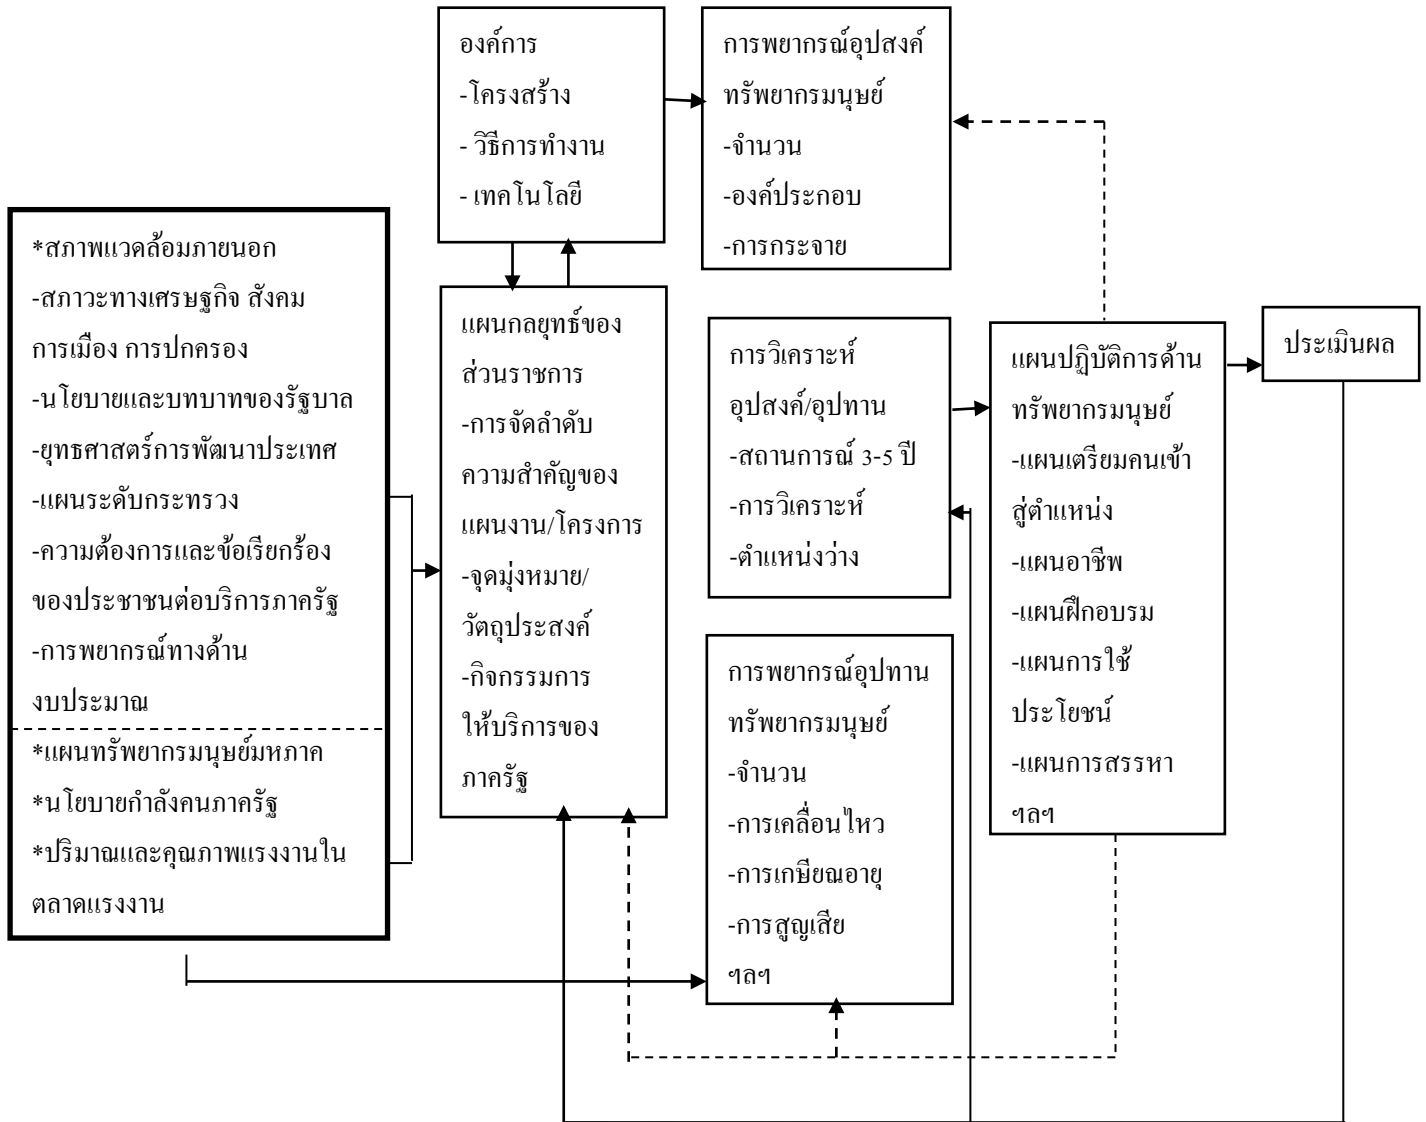 องค์การ
-โครงสร้าง
- วิธีการทำงาน
- เทคโนโลยี
การพยากรณ์อุปสงค์
ทรัพยากรมนุษย์
-จำนวน
-องค์ประกอบ
-การกระจาย
*สภาพแวดล้อมภายนอก
-สภาวะทางเศรษฐกิจ สังคม
การเมือง การปกครอง
-นโยบายและบทบาทของรัฐบาล
-ยุทธศาสตร์การพัฒนาประเทศ
-แผนระดับกระทรวง
-ความต้องการและข้อเรียกร้อง
ของประชาชนต่อบริการภาครัฐ
-การพยากรณ์ทางด้าน
งบประมาณ
*แผนทรัพยากรมนุษย์มหภาค
*นโยบายกำลังคนภาครัฐ
*ปริมาณและคุณภาพแรงงานใน
ตลาดแรงงาน
แผนกลยุทธ์ของ
ส่วนราชการ
-การจัดลำดับ
ความสำคัญของ
แผนงาน/โครงการ
-จุดมุ่งหมาย/
วัตถุประสงค์
-กิจกรรมการ
ให้บริการของ
ภาครัฐ
การวิเคราะห์
อุปสงค์/อุปทาน
-สถานการณ์ 3-5 ปี
-การวิเคราะห์
-ตำแหน่งว่าง
การพยากรณ์อุปทาน
ทรัพยากรมนุษย์
-จำนวน
-การเคลื่อนไหว
-การเกษียณอายุ
-การสูญเสีย
ฯลฯ
แผนปฏิบัติการด้าน
ทรัพยากรมนุษย์
-แผนเตรียมคนเข้า
สู่ตำแหน่ง
-แผนอาชีพ
-แผนฝึกอบรม
-แผนการใช้
ประโยชน์
-แผนการสรรหา
ฯลฯ
ประเมินผล